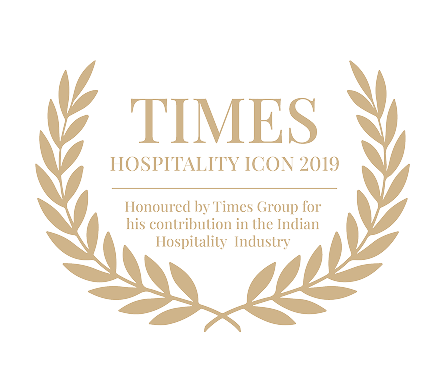 TIMES
HOSPITALITY ICON 2019
Honoured by Times Group for
his contribution in the Indian
Hospitality Industry